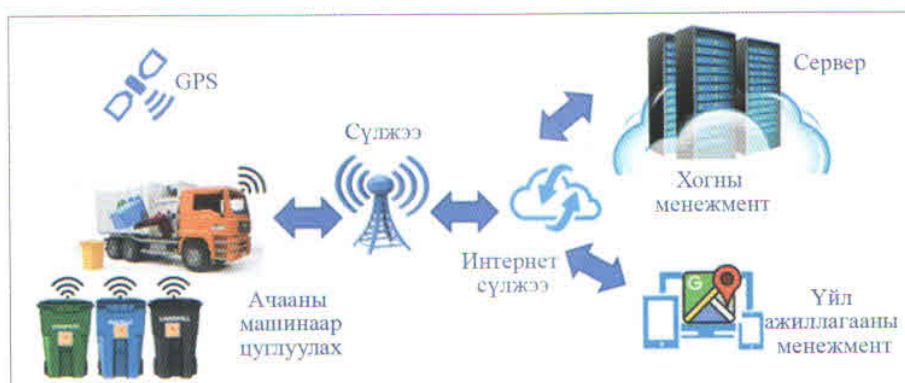 GPS
Сүлжээ
Сервер
Хогны
менежмент
Интернет
сүлжээ
Ачааны
машинаар
цуглуулах
G
Үйл
ажиллагааны
менежмент